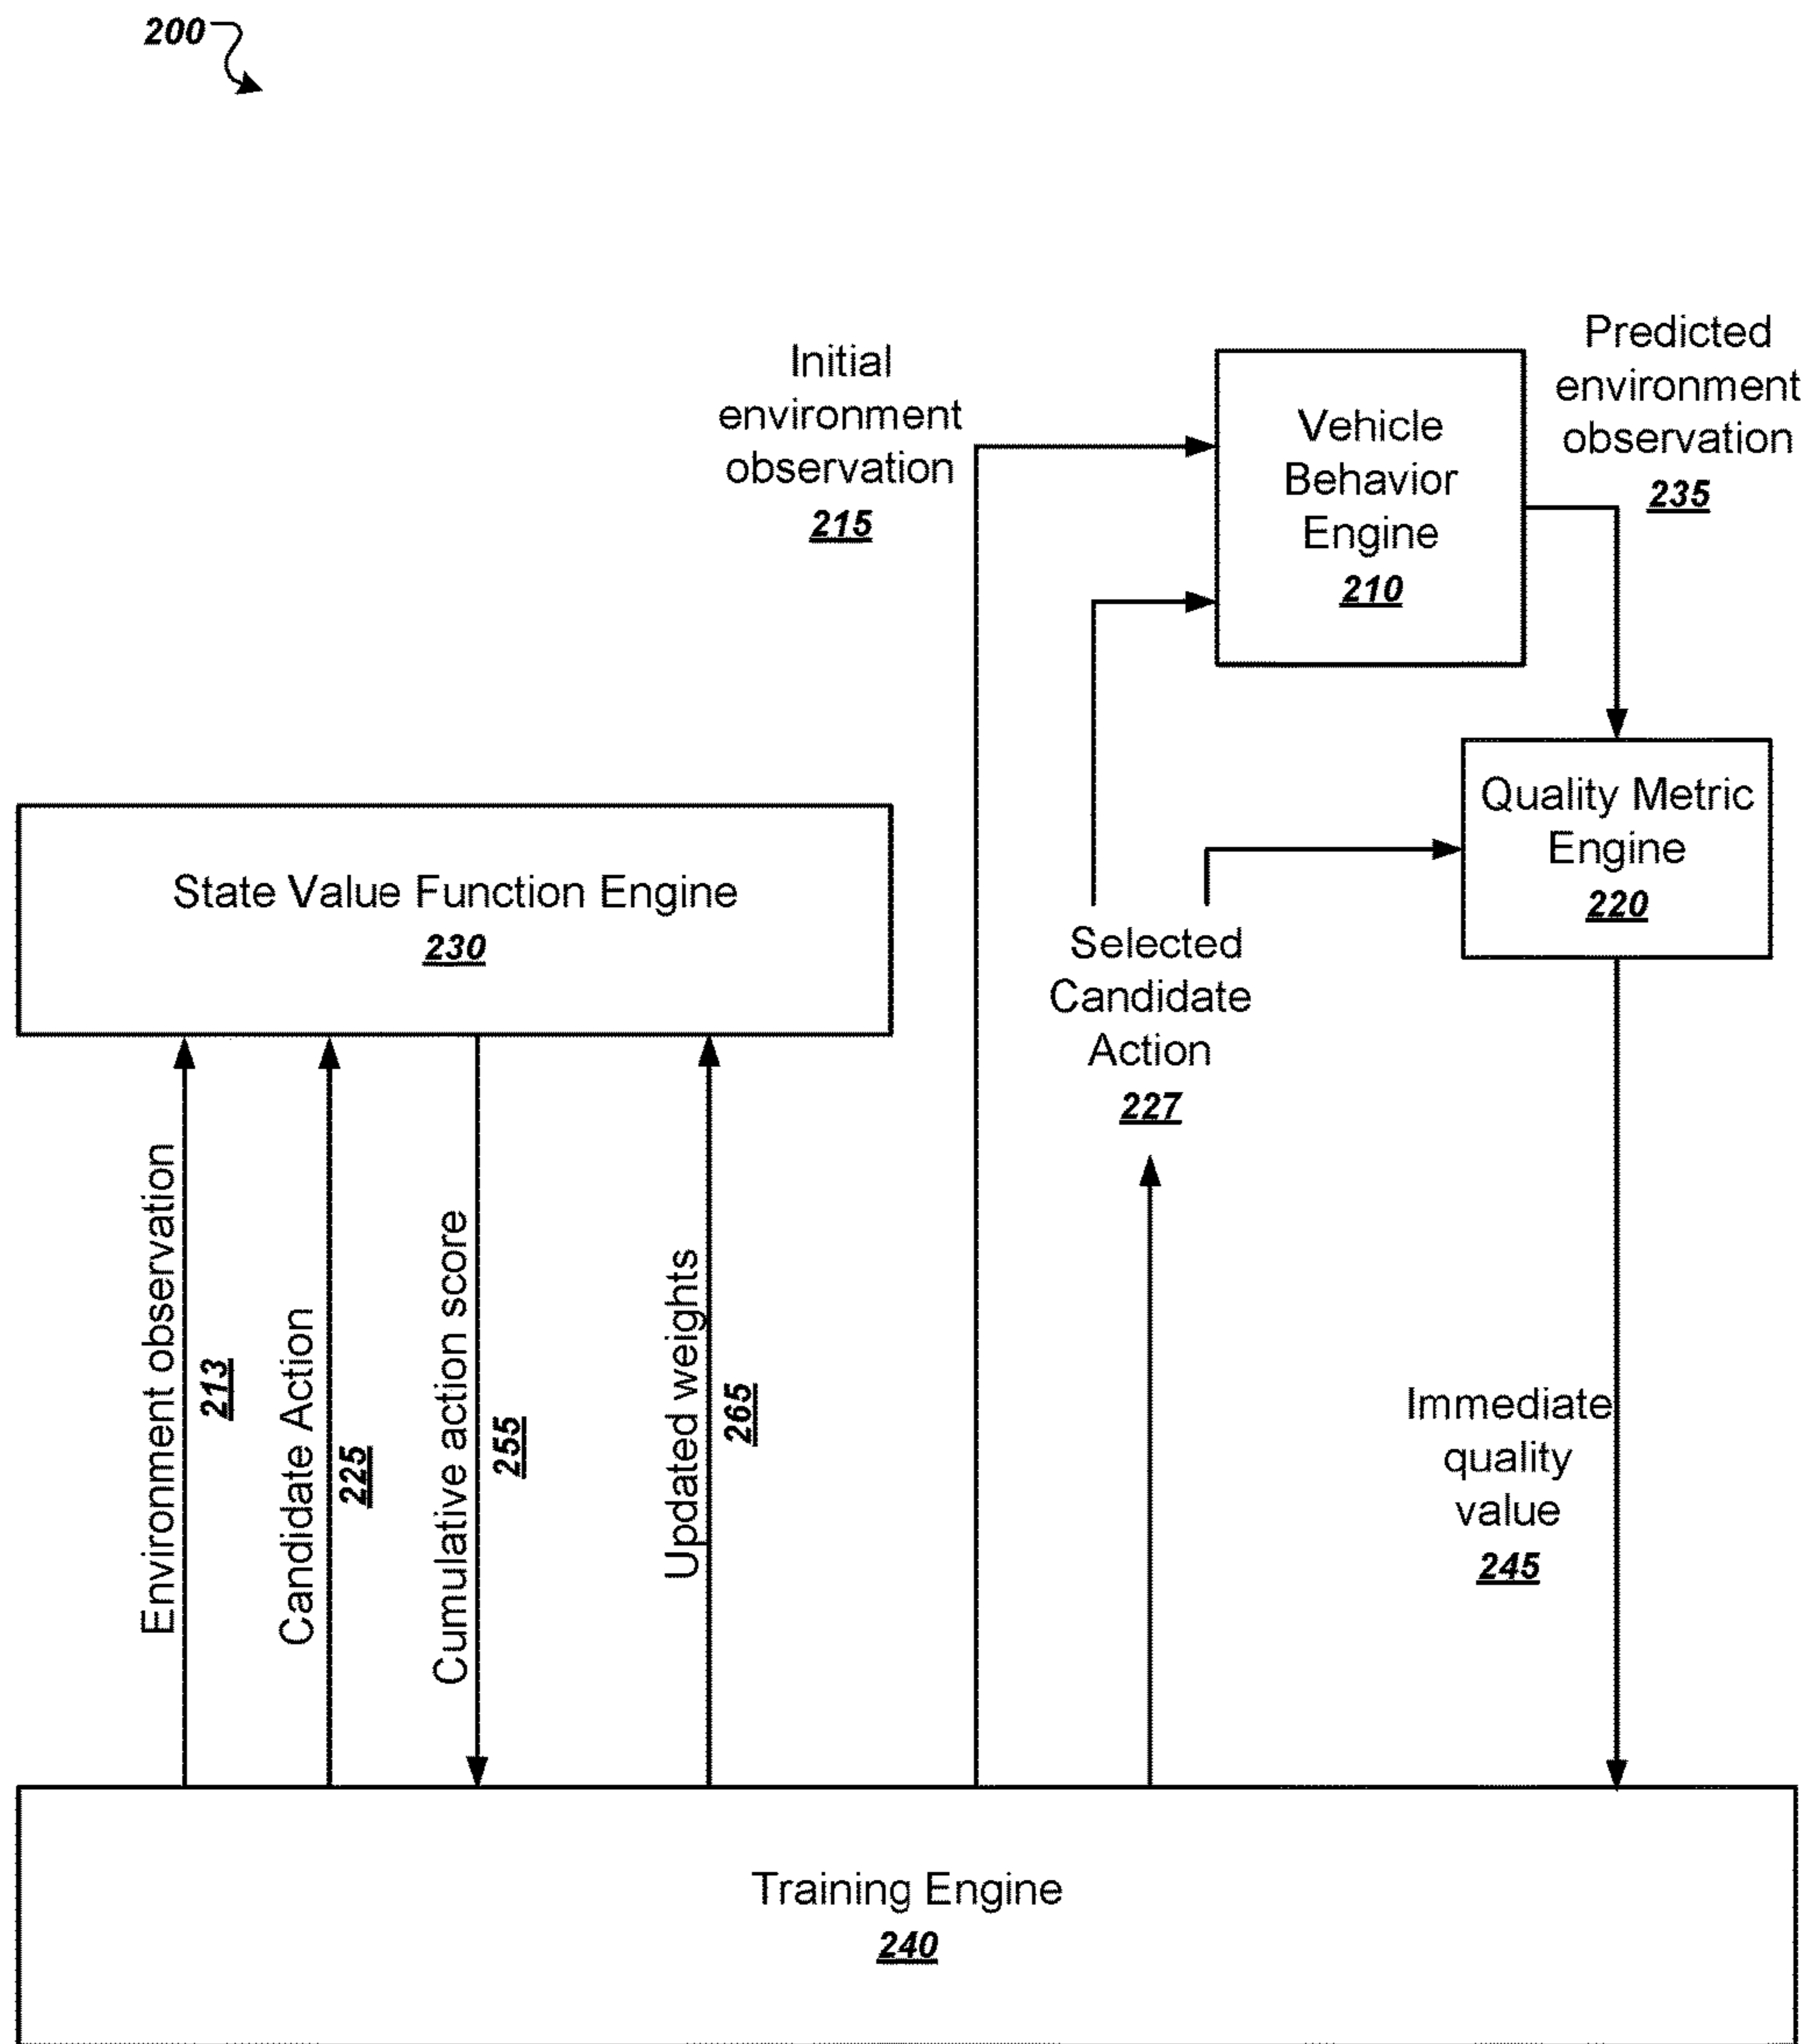 200
Initial
environment
observation
215
Vehicle
Behavior
Engine
210
Predicted
environment
observation
235
Quality Metric
Engine
220
State Value Function Engine
230
Selected
Candidate
Action
227
Environment observation
213
Candidate Action
225
Cumulative action score
255
Updated weights
265
Immediate
quality
value
245
Training Engine
240